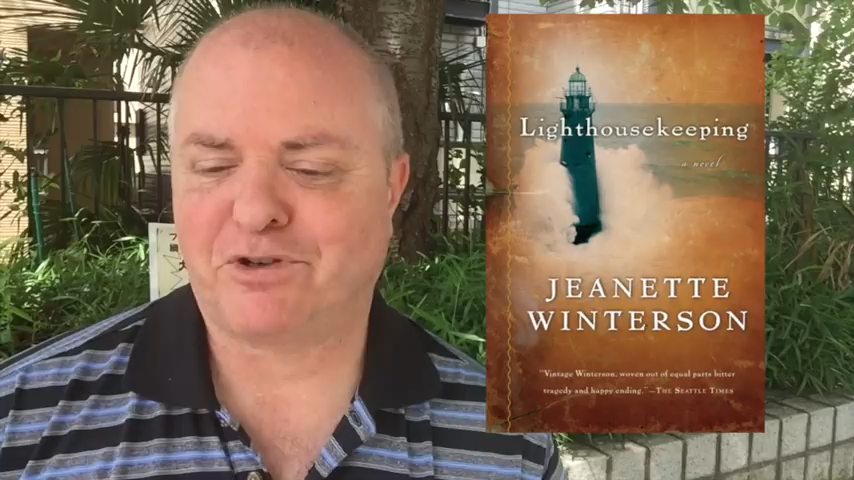 Lighthousekeeping
a novel
JEANETTE
WINTERSON
"Vintage Winterson, woven out of equal parts bitter
tragedy and happy ending."—THE SEATTLE TIMES